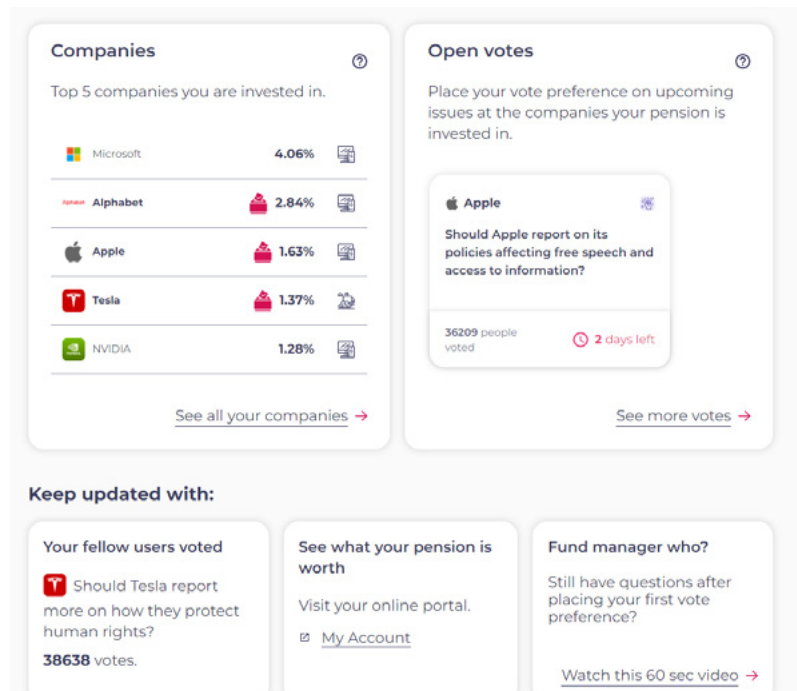 Companies
Top 5 companies you are invested in.
Microsoft 4.06%
Alphabet 2.84%
Apple 1.63%
Tesla 1.37%
NVIDIA 1.28%
See all your companies →
Open votes
Place your vote preference on upcoming
issues at the companies your pension is
invested in.
Apple
Should Apple report on its
policies affecting free speech and
access to information?
36209 people
voted
2 days left
See more votes →
Keep updated with:
Your fellow users voted
Should Tesla report
more on how they protect
human rights?
38638 votes.
See what your pension is
worth
Visit your online portal.
My Account
Fund manager who?
Still have questions after
placing your first vote
preference?
Watch this 60 sec video →